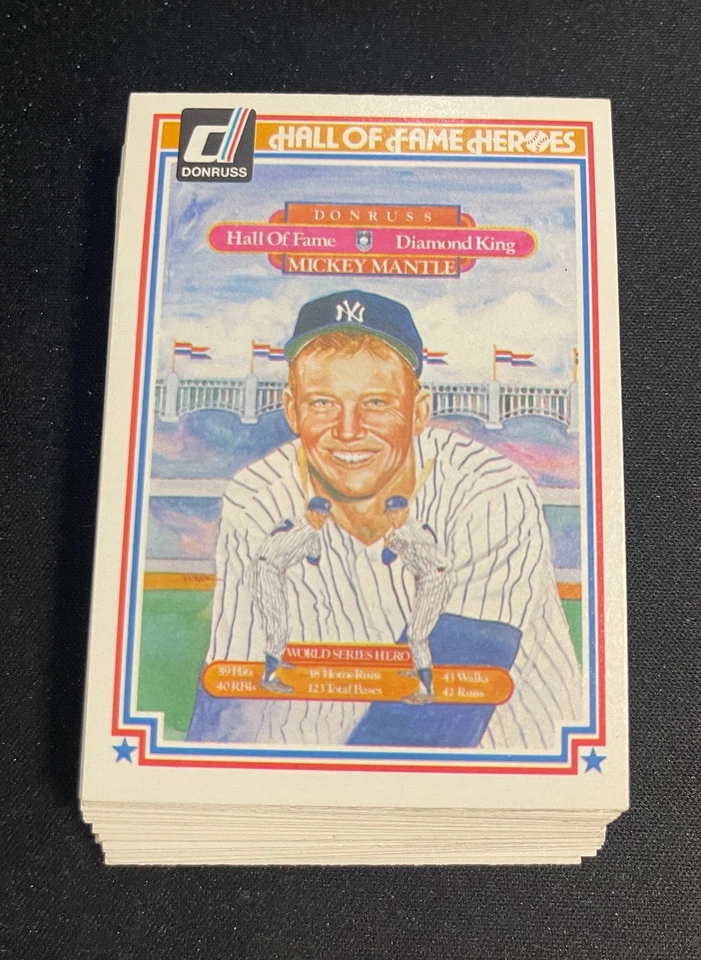 DONRUSS
HALL OF FAME HEROES
DONRUSS
Hall Of Fame Diamond King
MICKEY MANTLE
NY
WORLD SERIES HERO
59 Hits 18 Home Runs 43 Walks
40 RBIs 123 Total Bases 42 Runs